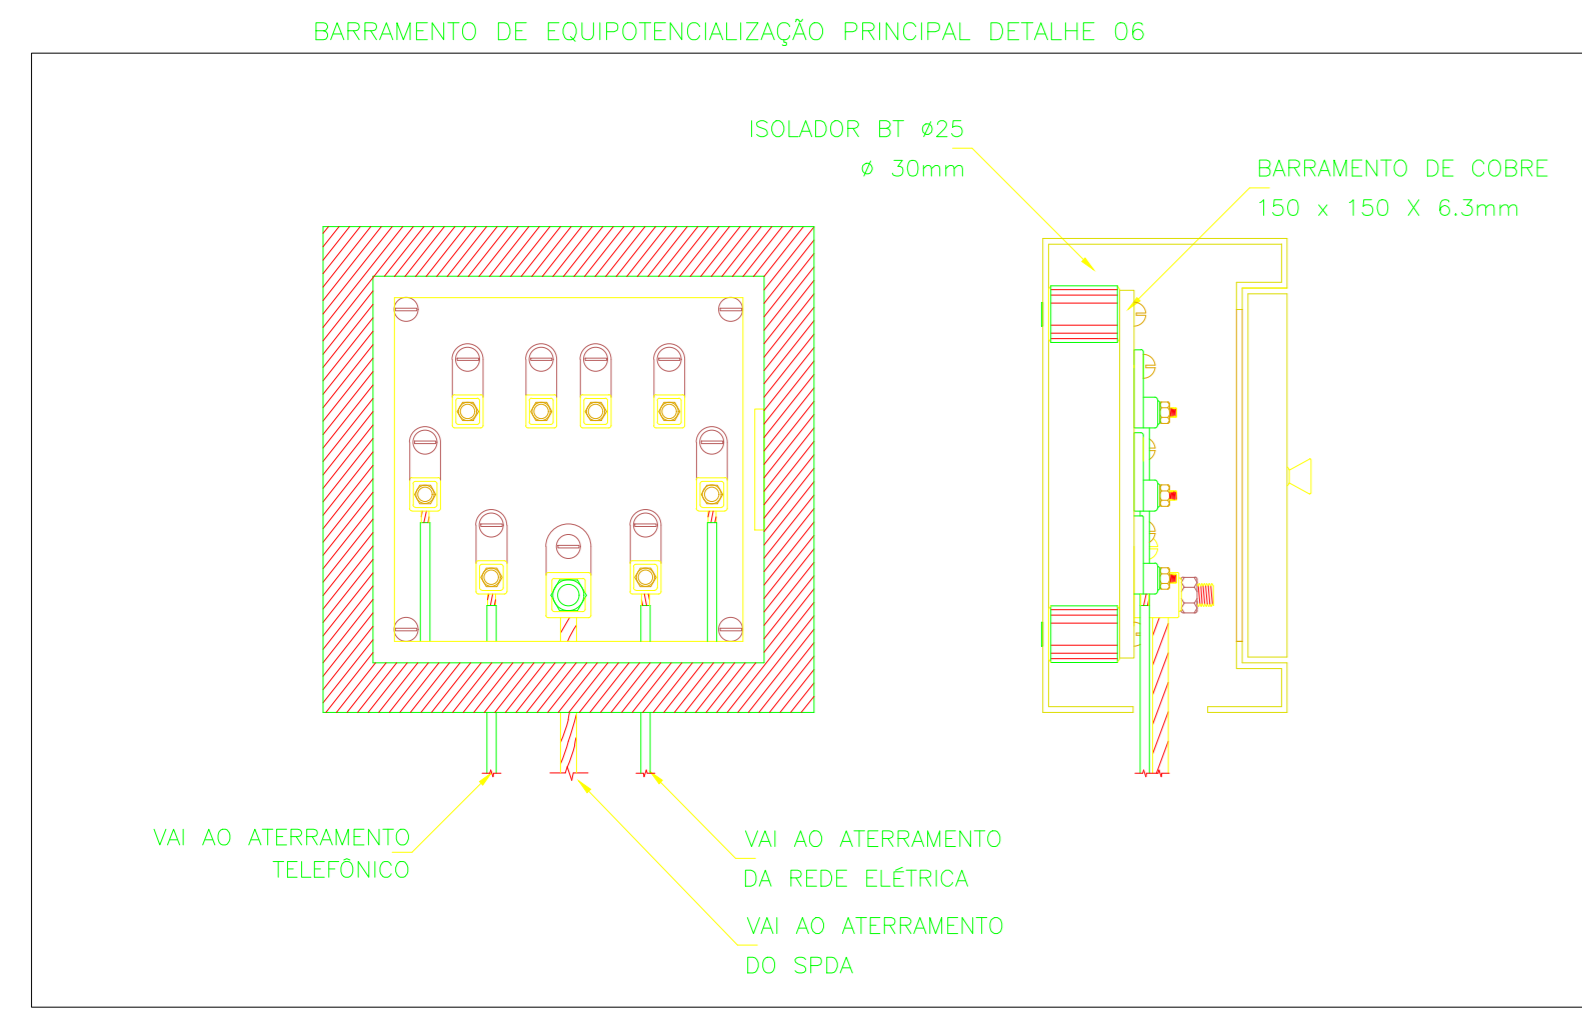 BARRAMENTO DE EQUIPOTENCIALIZAÇÃO PRINCIPAL DETALHE 06
ISOLADOR BT ø25
ø 30mm
BARRAMENTO DE COBRE
150 x 150 X 6.3mm
VAI AO ATERRAMENTO
TELEFÔNICO
VAI AO ATERRAMENTO
DA REDE ELÉTRICA
VAI AO ATERRAMENTO
DO SPDA